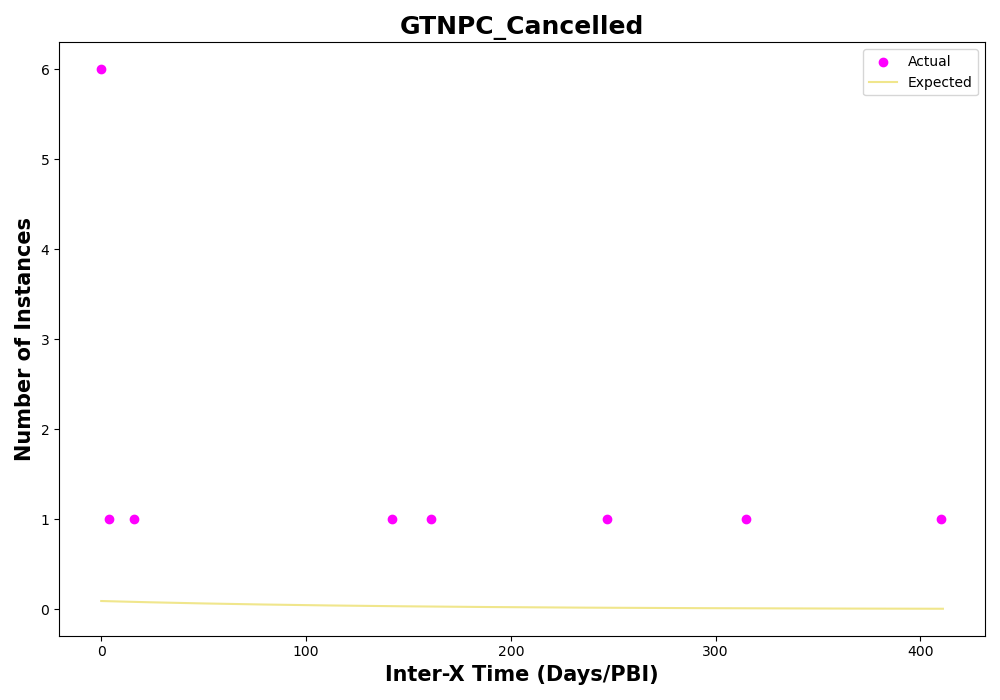 GTNPC_Cancelled
Actual
Expected
6
5
4
3
2
1
0
Number of Instances
0
100
200
300
400
Inter-X Time (Days/PBI)